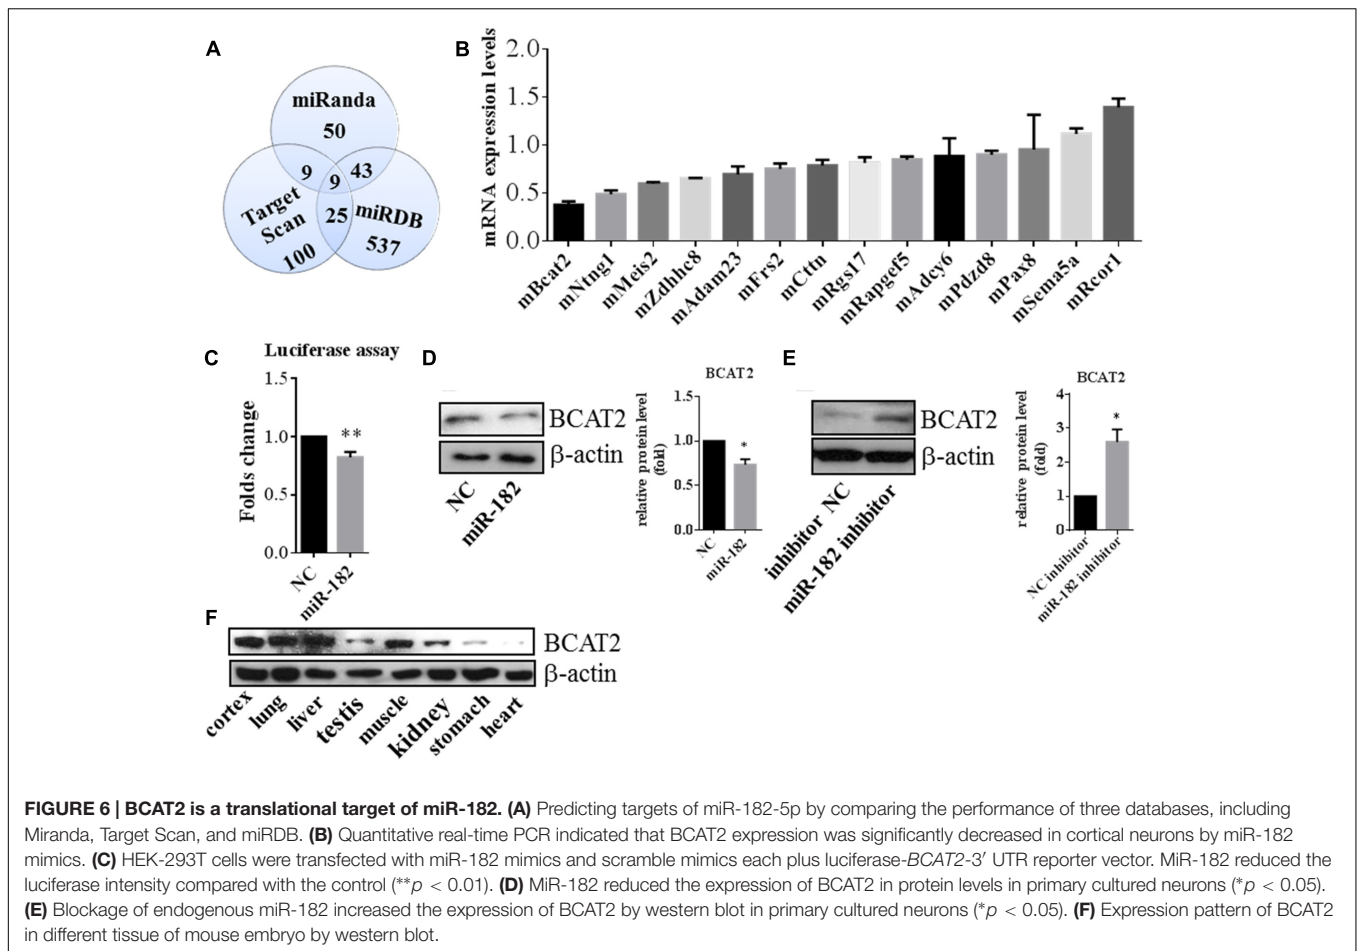 A
miRanda
50
9
9
43
Target
Scan
100
25
miRDB
537
B
mRNA expression levels
2.0
1.5
1.0
0.5
0.0
mBcat2
mNtng1
mMeis2
mZdhhc8
mAdam23
mFrs2
mCttn
mRgs17
mRapgef5
mAdcy6
mPdzd8
mPax8
mSema5a
mRcor1
C
Luciferase assay
Folds change
1.5
1.0
0.5
0.0
**
NC
miR-182
D
BCAT2
β-actin
NC
miR-182
BCAT2
relative protein level
(fold)
1.5
1.0
0.5
0.0
*
NC
miR-182
E
BCAT2
β-actin
inhibitor NC
miR-182 inhibitor
BCAT2
relative protein level
(fold)
4
3
2
1
0
*
NC inhibitor
miR-182 inhibitor
F
BCAT2
β-actin
cortex
lung
liver
testis
muscle
kidney
stomach
heart
FIGURE 6 | BCAT2 is a translational target of miR-182. (A) Predicting targets of miR-182-5p by comparing the performance of three databases, including
Miranda, Target Scan, and miRDB. (B) Quantitative real-time PCR indicated that BCAT2 expression was significantly decreased in cortical neurons by miR-182
mimics. (C) HEK-293T cells were transfected with miR-182 mimics and scramble mimics each plus luciferase-BCAT2-3′ UTR reporter vector. MiR-182 reduced the
luciferase intensity compared with the control (**p < 0.01). (D) MiR-182 reduced the expression of BCAT2 in protein levels in primary cultured neurons (*p < 0.05).
(E) Blockage of endogenous miR-182 increased the expression of BCAT2 by western blot in primary cultured neurons (*p < 0.05). (F) Expression pattern of BCAT2
in different tissue of mouse embryo by western blot.